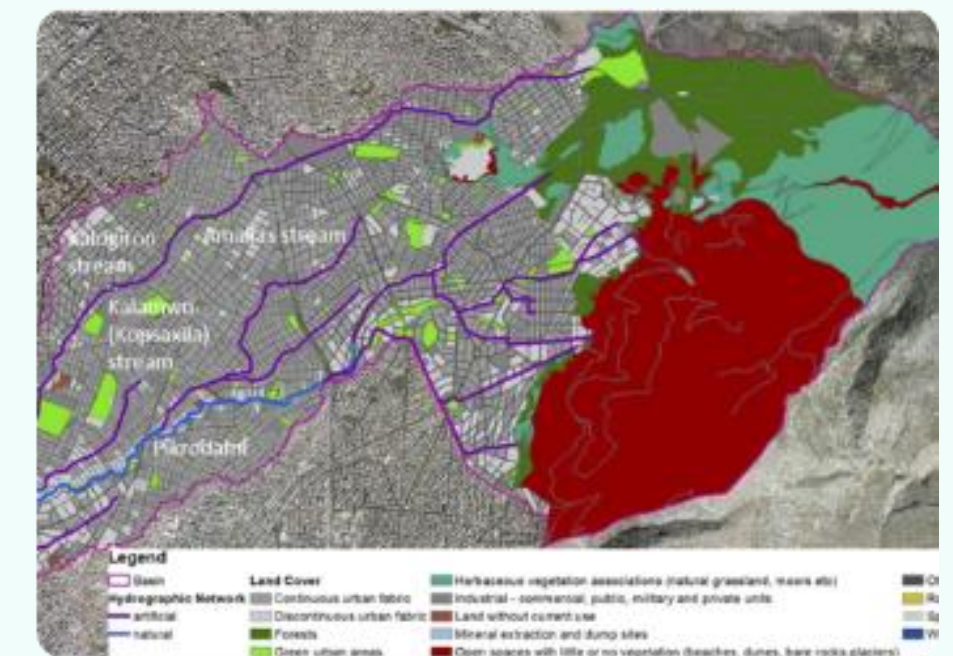 Kalogiron
stream
Amalias stream
Kalamwn
(Kopsaxila)
stream
Pikrodafni
Legend
Basin
Hydrographic Network
artificial
natural
Land Cover
Continuous urban fabric
Discontinuous urban fabric
Forests
Green urban areas
Herbaceous vegetation associations (natural grassland, moors etc)
Industrial - commercial, public, military and private units
Land without current use
Mineral extraction and dump sites
Open spaces with little or no vegetation (beaches, dunes, bare rocks glaciers)